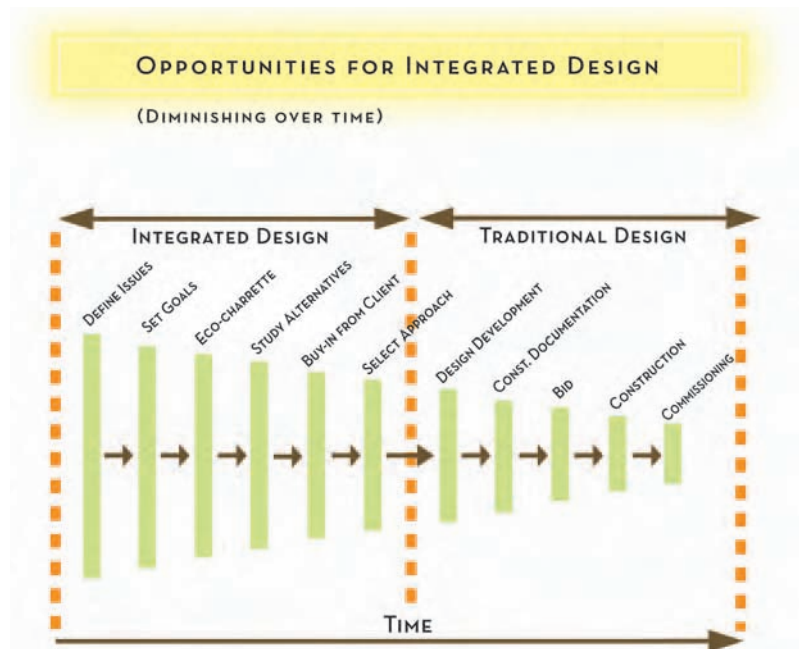 OPPORTUNITIES FOR INTEGRATED DESIGN
(DIMINISHING OVER TIME)
INTEGRATED DESIGN
TRADITIONAL DESIGN
DEFINE ISSUES
SET GOALS
ECO-CHARRETTE
STUDY ALTERNATIVES
BUY-IN FROM CLIENT
SELECT APPROACH
DESIGN DEVELOPMENT
CONST. DOCUMENTATION
BID
CONSTRUCTION
COMMISSIONING
TIME